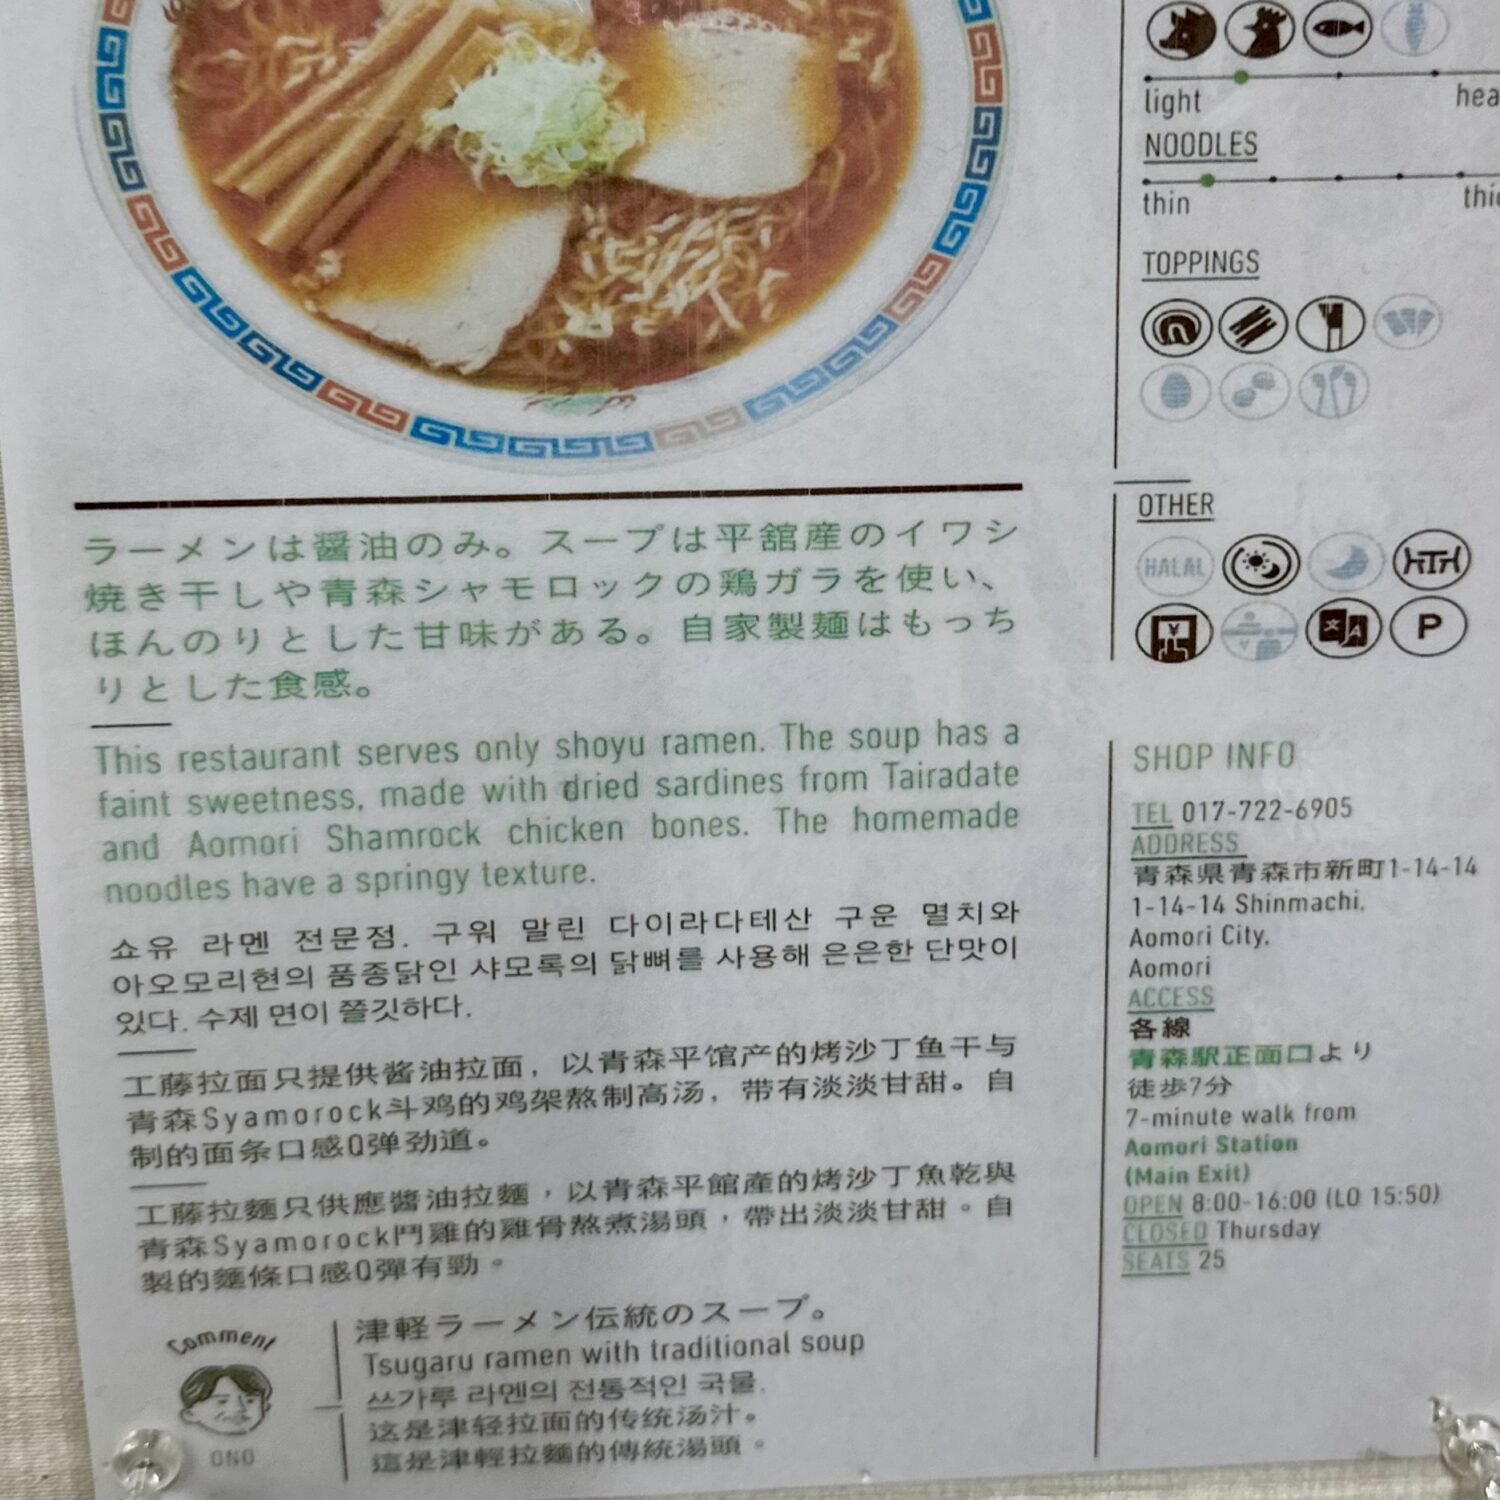 ラーメンは醤油のみ。スープは平舘産のイワシ
焼き干しや青森シャモロックの鶏ガラを使い、
ほんのりとした甘味がある。自家製麺はもっち
りとした食感。
This restaurant serves only shoyu ramen. The soup has a
faint sweetness, made with dried sardines from Tairadate
and Aomori Shamrock chicken bones. The homemade
noodles have a springy texture.
쇼유 라멘 전문점. 구워 말린 다이라다테산 구운 멸치와
아오모리현의 품종닭인 샤모록의 닭뼈를 사용해 은은한 단맛이
있다. 수제 면이 쫄깃하다.
工藤拉面只提供酱油拉面，以青森平馆产的烤沙丁鱼干与
青森Syamorock斗鸡的鸡架熬制高汤，带有淡淡甘甜。自
制的面条口感Q弹劲道。
工藤拉麵只供應醬油拉麵，以青森平館產的烤沙丁魚乾與
青森Syamorock鬥雞的雞骨熬煮湯頭，帶出淡淡甘甜。自
製的麵條口感Q彈有勁。
Comment
ONO
津軽ラーメン伝統のスープ。
Tsugaru ramen with traditional soup
쓰가루 라멘의 전통적인 국물.
这是津轻拉面的传统汤汁。
這是津輕拉麵的傳統湯頭。
light
hea
NOODLES
thin
thic
TOPPINGS
OTHER
HALAL
¥
文A
P
SHOP INFO
TEL 017-722-6905
ADDRESS
青森県青森市新町1-14-14
1-14-14 Shinmachi,
Aomori City,
Aomori
ACCESS
各線
青森駅正面口より
徒歩7分
7-minute walk from
Aomori Station
(Main Exit)
OPEN 8:00-16:00 (LO 15:50)
CLOSED Thursday
SEATS 25